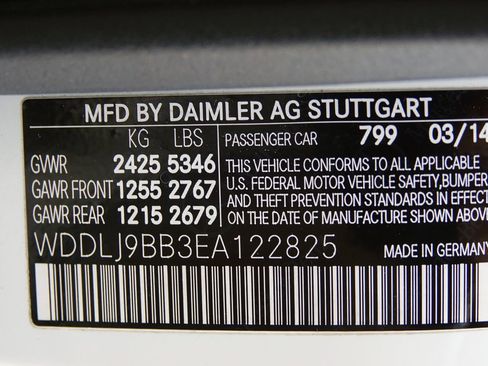 MFD BY DAIMLER AG STUTTGART
KG LBS PASSENGER CAR 799 03/14
GVWR 2425 5346 THIS VEHICLE CONFORMS TO ALL APPLICABLE
GAWR FRONT 1255 2767 U.S. FEDERAL MOTOR VEHICLE SAFETY,BUMPER
GAWR REAR 1215 2679 AND THEFT PREVENTION STANDARDS IN EFFE
ON THE DATE OF MANUFACTURE SHOWN ABOVE.
WDDLJ9BB3EA122825 MADE IN GERMANY